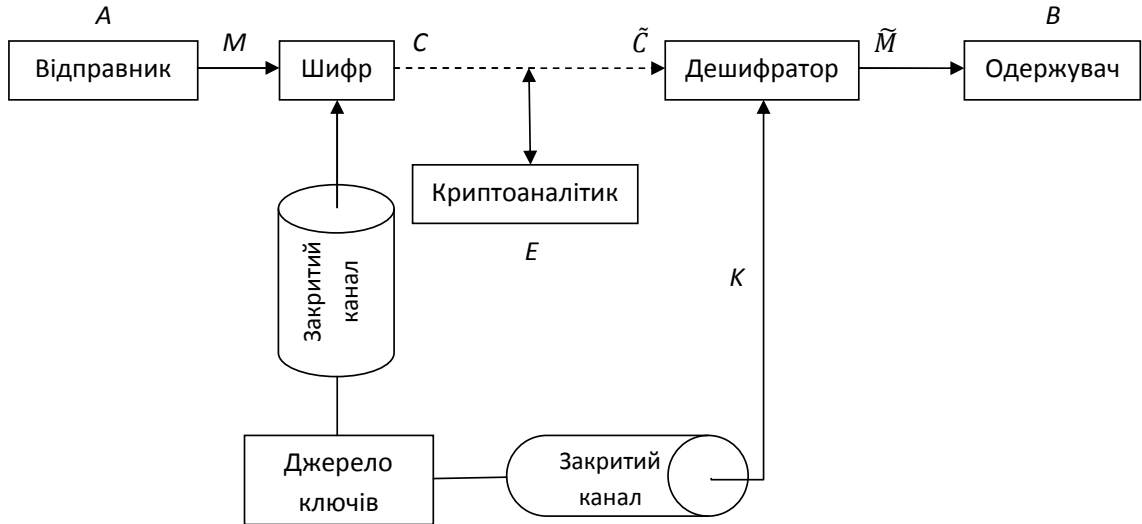 A
B
M
C
C̃
M̃
Відправник
Шифр
Дешифратор
Одержувач
Криптоаналітик
E
Закритий
канал
K
Джерело
ключів
Закритий
канал